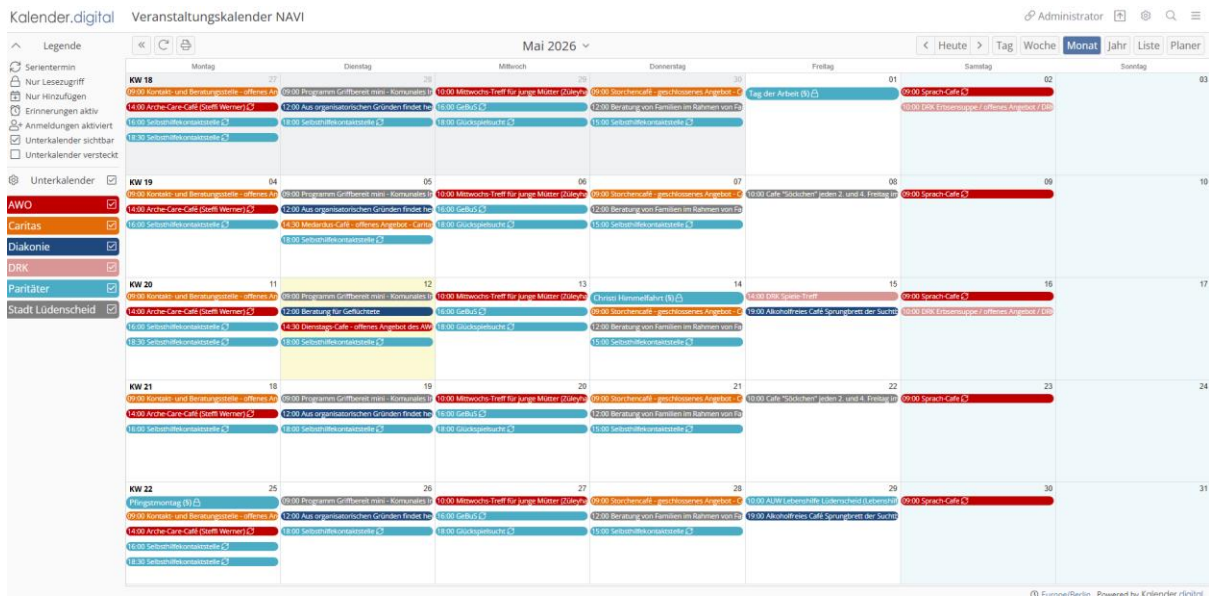 Kalender.digital Veranstaltungskalender NAVI Administrator
Legende
Serientermin
Nur Lesezugriff
Nur Hinzufügen
Erinnerungen aktiv
Anmeldungen aktiviert
Unterkalender sichtbar
Unterkalender versteckt
Unterkalender
AWO
Caritas
Diakonie
DRK
Paritäter
Stadt Lüdenscheid
Mai 2026
Heute Tag Woche Monat Jahr Liste Planer
Montag Dienstag Mittwoch Donnerstag Freitag Samstag Sonntag
KW 18 27 28 29 30 01 02 03
09:00 Kontakt- und Beratungsstelle - offenes An
14:00 Arche-Care-Café (Steffi Werner)
16:00 Selbsthilfekontaktstelle
18:30 Selbsthilfekontaktstelle
09:00 Programm Griffbereit mini - Komunales In
12:00 Aus organisatorischen Gründen findet he
18:00 Selbsthilfekontaktstelle
10:00 Mittwochs-Treff für junge Mütter (Züleyha
16:00 GeBuS
18:00 Glückspielsucht
09:00 Storchencafé - geschlossenes Angebot - C
12:00 Beratung von Familien im Rahmen von Fa
15:00 Selbsthilfekontaktstelle
Tag der Arbeit (§)
09:00 Sprach-Cafe
10:00 DRK Erbsensuppe / offenes Angebot / DR
KW 19 04 05 06 07 08 09 10
09:00 Kontakt- und Beratungsstelle - offenes An
14:00 Arche-Care-Café (Steffi Werner)
16:00 Selbsthilfekontaktstelle
09:00 Programm Griffbereit mini - Komunales In
12:00 Aus organisatorischen Gründen findet he
14:30 Medardus-Café - offenes Angebot - Carita
18:00 Selbsthilfekontaktstelle
10:00 Mittwochs-Treff für junge Mütter (Züleyha
16:00 GeBuS
18:00 Glückspielsucht
09:00 Storchencafé - geschlossenes Angebot - C
12:00 Beratung von Familien im Rahmen von Fa
15:00 Selbsthilfekontaktstelle
10:00 Cafe "Söckchen" jeden 2. und 4. Freitag im
09:00 Sprach-Cafe
KW 20 11 12 13 14 15 16 17
09:00 Kontakt- und Beratungsstelle - offenes An
14:00 Arche-Care-Café (Steffi Werner)
16:00 Selbsthilfekontaktstelle
18:30 Selbsthilfekontaktstelle
09:00 Programm Griffbereit mini - Komunales In
12:00 Beratung für Geflüchtete
14:30 Dienstags-Cafe - offenes Angebot des AW
18:00 Selbsthilfekontaktstelle
10:00 Mittwochs-Treff für junge Mütter (Züleyha
16:00 GeBuS
18:00 Glückspielsucht
Christi Himmelfahrt (§)
09:00 Storchencafé - geschlossenes Angebot - C
12:00 Beratung von Familien im Rahmen von Fa
15:00 Selbsthilfekontaktstelle
14:00 DRK Spiele-Treff
19:00 Alkoholfreies Café Sprungbrett der Sucht
09:00 Sprach-Cafe
10:00 DRK Erbsensuppe / offenes Angebot / DR
KW 21 18 19 20 21 22 23 24
09:00 Kontakt- und Beratungsstelle - offenes An
14:00 Arche-Care-Café (Steffi Werner)
16:00 Selbsthilfekontaktstelle
09:00 Programm Griffbereit mini - Komunales In
12:00 Aus organisatorischen Gründen findet he
18:00 Selbsthilfekontaktstelle
10:00 Mittwochs-Treff für junge Mütter (Züleyha
16:00 GeBuS
18:00 Glückspielsucht
09:00 Storchencafé - geschlossenes Angebot - C
12:00 Beratung von Familien im Rahmen von Fa
15:00 Selbsthilfekontaktstelle
10:00 Cafe "Söckchen" jeden 2. und 4. Freitag im
09:00 Sprach-Cafe
KW 22 25 26 27 28 29 30 31
Pfingstmontag (§)
09:00 Kontakt- und Beratungsstelle - offenes An
14:00 Arche-Care-Café (Steffi Werner)
16:00 Selbsthilfekontaktstelle
18:30 Selbsthilfekontaktstelle
09:00 Programm Griffbereit mini - Komunales In
12:00 Aus organisatorischen Gründen findet he
18:00 Selbsthilfekontaktstelle
10:00 Mittwochs-Treff für junge Mütter (Züleyha
16:00 GeBuS
18:00 Glückspielsucht
09:00 Storchencafé - geschlossenes Angebot - C
12:00 Beratung von Familien im Rahmen von Fa
15:00 Selbsthilfekontaktstelle
10:00 AUW Lebenshilfe Lüdenscheid (Lebenshilf
19:00 Alkoholfreies Café Sprungbrett der Sucht
09:00 Sprach-Cafe
Europe/Berlin Powered by Kalender.digital